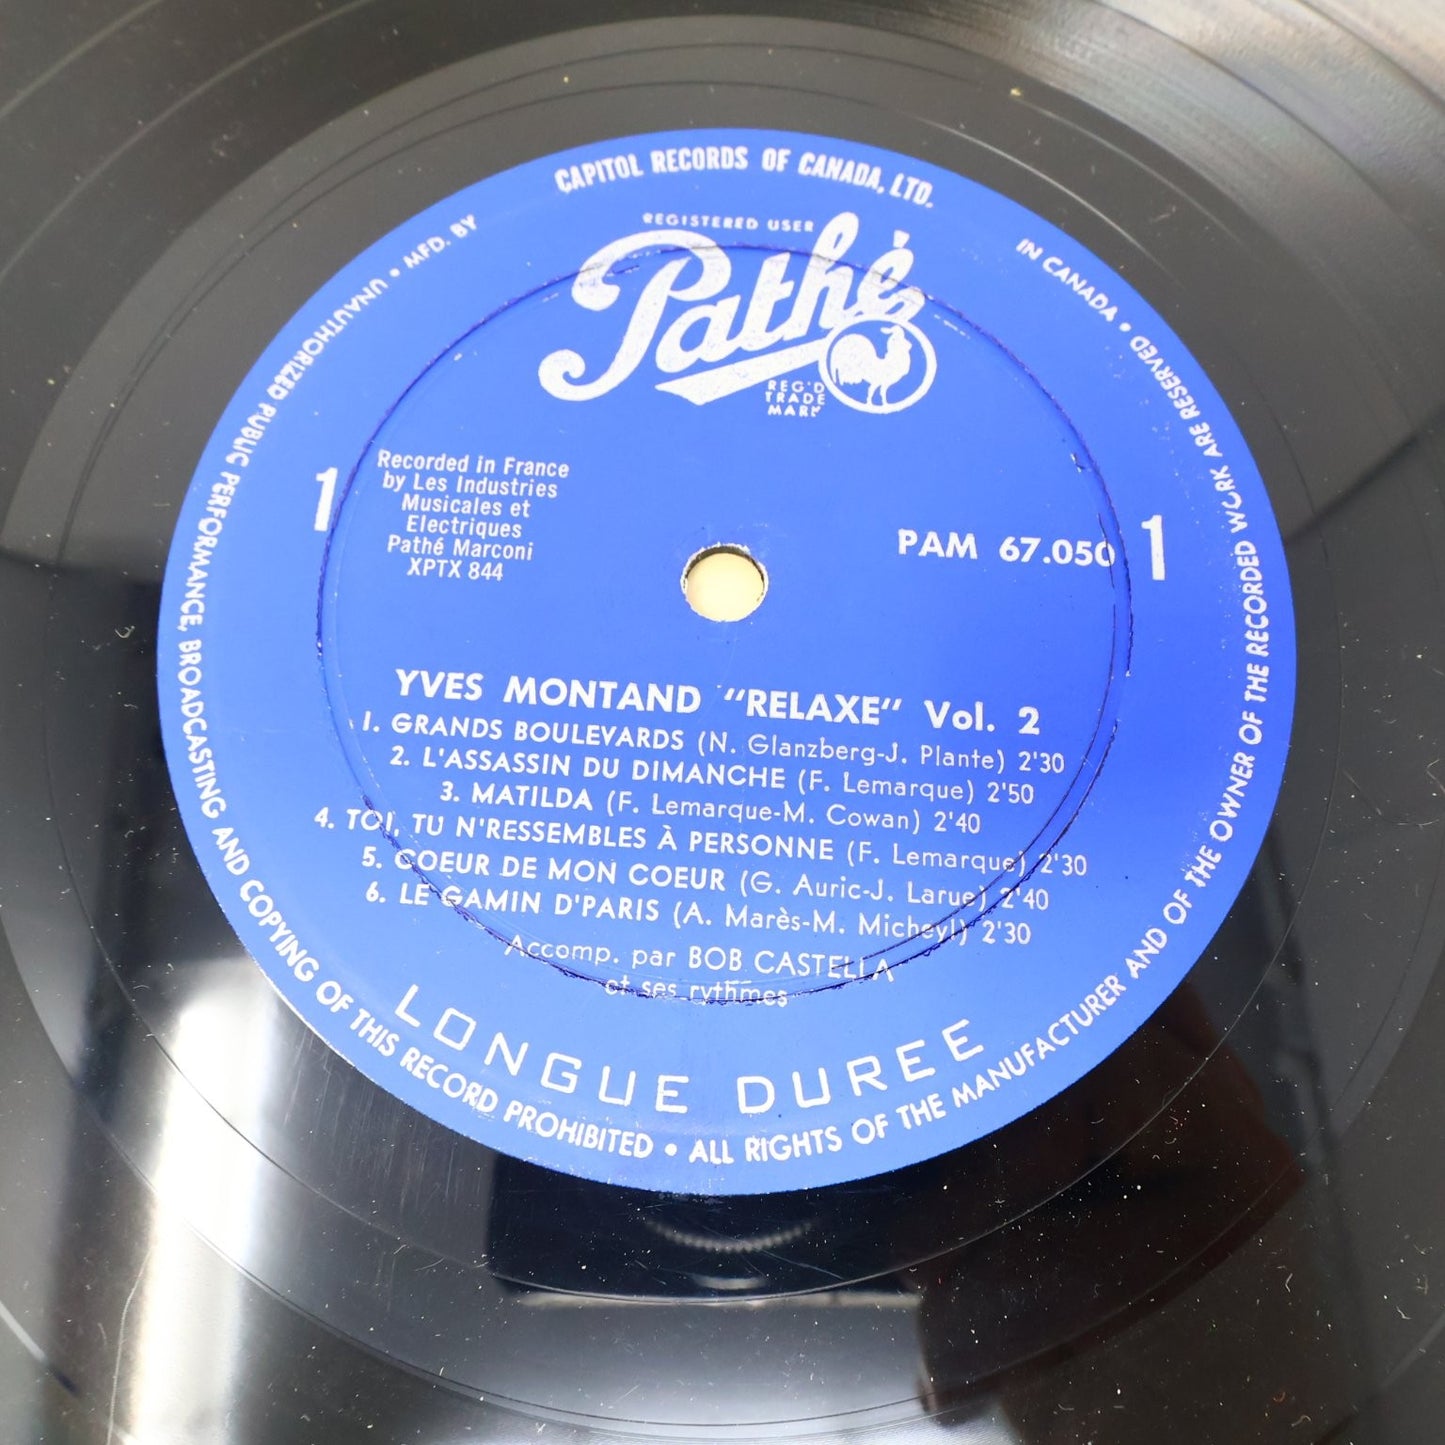 MFD. BY CAPITOL RECORDS OF CANADA, LTD. IN CANADA • 
REGISTERED USER
Pathé
REG'D
TRADE
MARK
Recorded in France
by Les Industries
Musicales et
Electriques
Pathé Marconi
XPTX 844
1
PAM 67.050
1
YVES MONTAND "RELAXE" Vol. 2
1. GRANDS BOULEVARDS (N. Glanzberg-J. Plante) 2'30
2. L'ASSASSIN DU DIMANCHE (F. Lemarque) 2'50
3. MATILDA (F. Lemarque-M. Cowan) 2'40
4. TOI, TU N'RESSEMBLES À PERSONNE (F. Lemarque) 2'30
5. COEUR DE MON COEUR (G. Auric-J. Larue) 2'40
6. LE GAMIN D'PARIS (A. Marès-M. Micheyl) 2'30
Accomp. par BOB CASTELLA
et ses rythmes
LONGUE DUREE
UNAUTHORIZED PUBLIC PERFORMANCE, BROADCASTING AND COPYING OF THIS RECORD PROHIBITED • ALL RIGHTS OF THE MANUFACTURER AND OF THE OWNER OF THE RECORDED WORK ARE RESERVED •